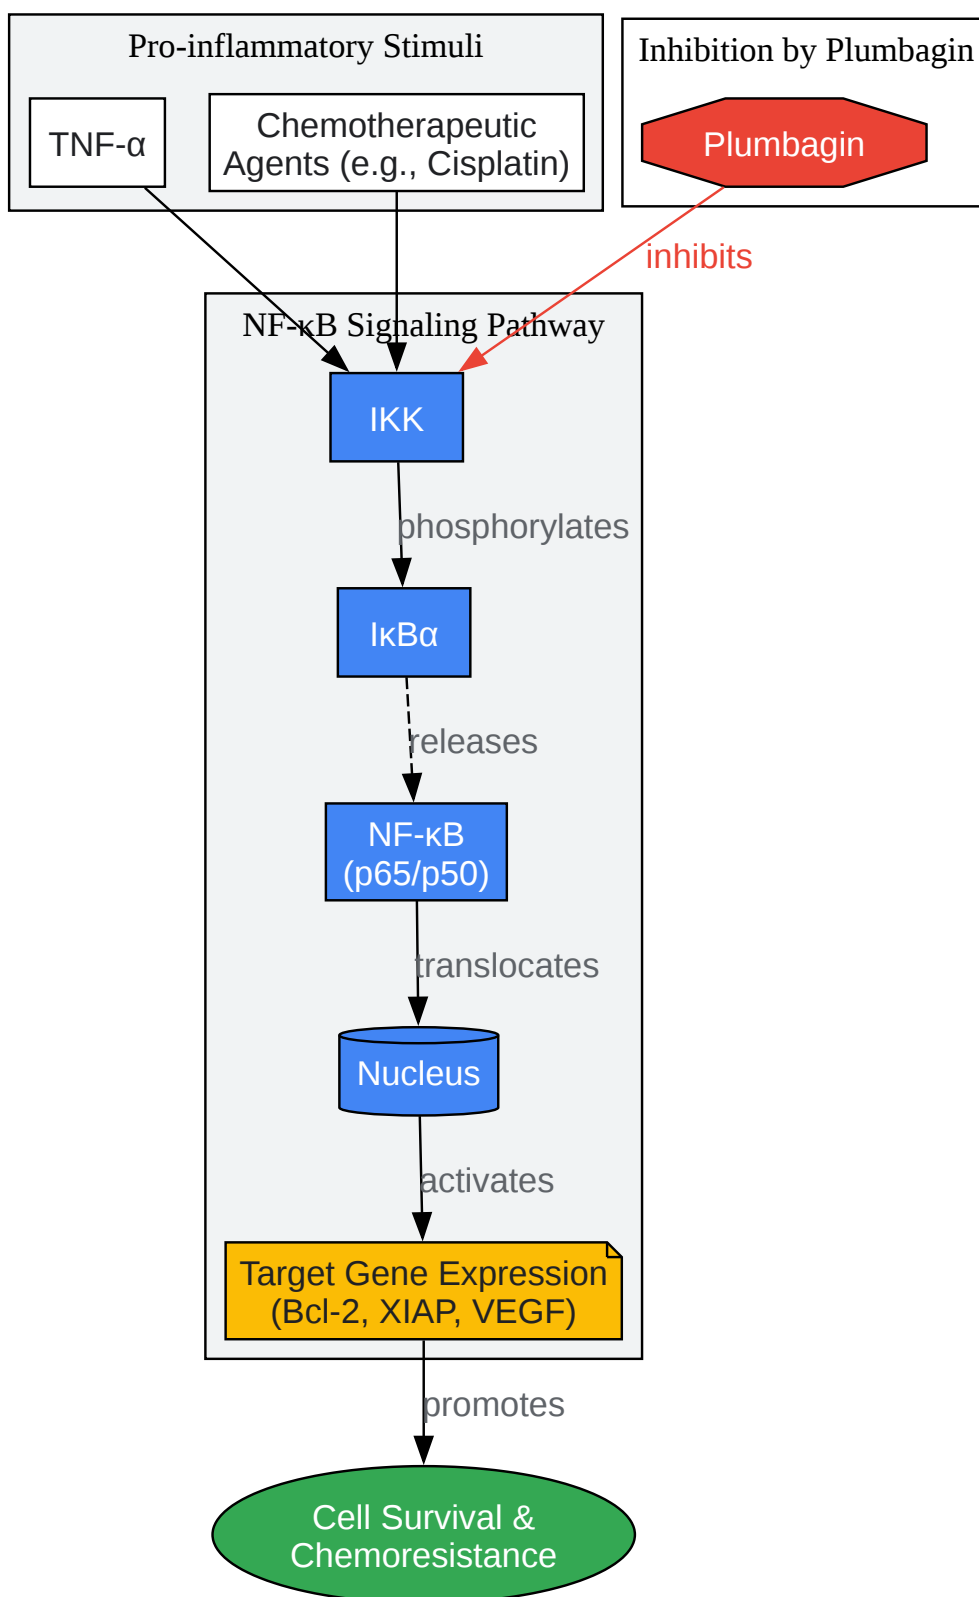 Pro-inflammatory Stimuli
Inhibition by Plumbagin
TNF-α
Chemotherapeutic
Agents (e.g., Cisplatin)
Plumbagin
inhibits
NF-κB Signaling Pathway
IKK
phosphorylates
IκBα
releases
NF-κB
(p65/p50)
translocates
Nucleus
activates
Target Gene Expression
(Bcl-2, XIAP, VEGF)
promotes
Cell Survival &
Chemoresistance